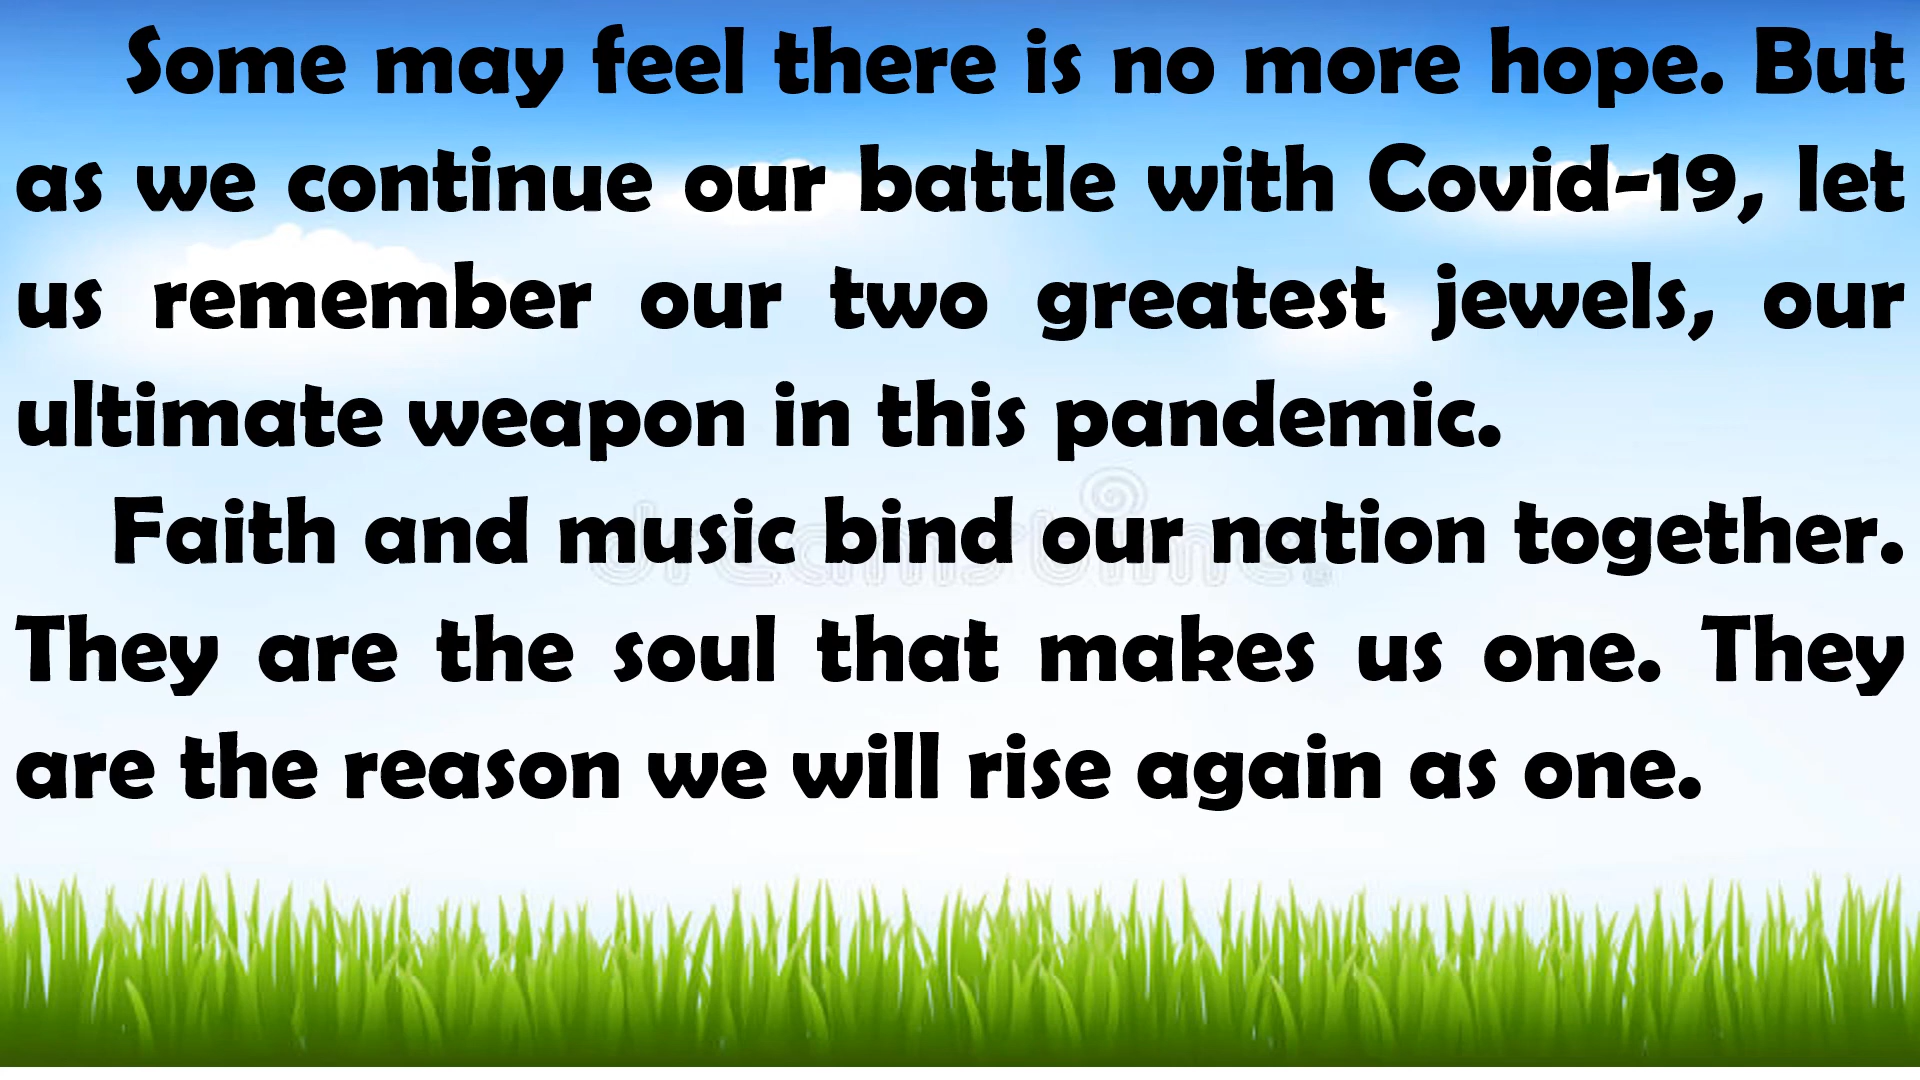 Some may feel there is no more hope. But
as we continue our battle with Covid-19, let
us remember our two greatest jewels, our
ultimate weapon in this pandemic.
Faith and music bind our nation together.
dreamstime.
They are the soul that makes us one. They
are the reason we will rise again as one.